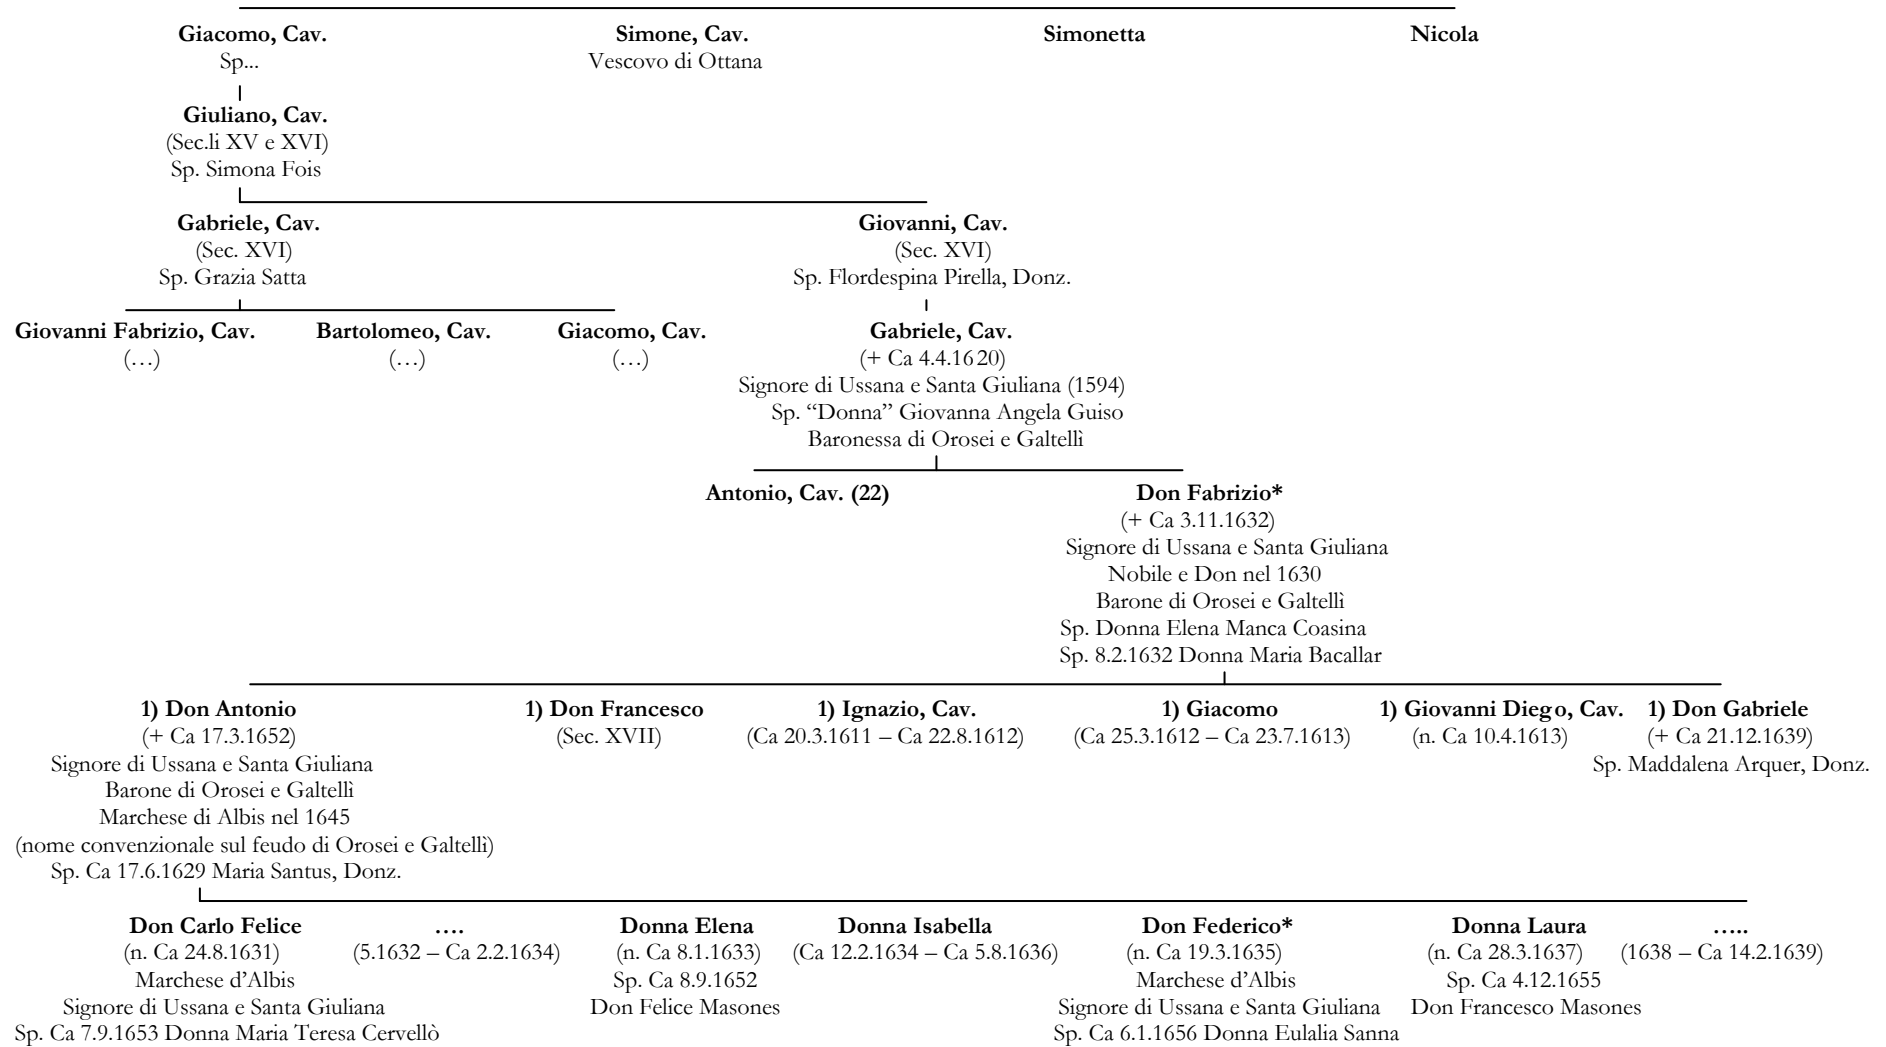 Giacomo, Cav. Simone, Cav. Simonetta Nicola
Sp... Vescovo di Ottana
Giuliano, Cav.
(Sec.li XV e XVI)
Sp. Simona Fois
Gabriele, Cav. Giovanni, Cav.
(Sec. XVI) (Sec. XVI)
Sp. Grazia Satta Sp. Flordespina Pirella, Donz.
Giovanni Fabrizio, Cav. Bartolomeo, Cav. Giacomo, Cav. Gabriele, Cav.
(…) (…) (…) (+ Ca 4.4.1620)
Signore di Ussana e Santa Giuliana (1594)
Sp. “Donna” Giovanna Angela Guiso
Baronessa di Orosei e Galtellì
Antonio, Cav. (22) Don Fabrizio*
(+ Ca 3.11.1632)
Signore di Ussana e Santa Giuliana
Nobile e Don nel 1630
Barone di Orosei e Galtellì
Sp. Donna Elena Manca Coasina
Sp. 8.2.1632 Donna Maria Bacallar
1) Don Antonio 1) Don Francesco 1) Ignazio, Cav. 1) Giacomo 1) Giovanni Diego, Cav. 1) Don Gabriele
(+ Ca 17.3.1652) (Sec. XVII) (Ca 20.3.1611 – Ca 22.8.1612) (Ca 25.3.1612 – Ca 23.7.1613) (n. Ca 10.4.1613) (+ Ca 21.12.1639)
Signore di Ussana e Santa Giuliana Sp. Maddalena Arquer, Donz.
Barone di Orosei e Galtellì
Marchese di Albis nel 1645
(nome convenzionale sul feudo di Orosei e Galtellì)
Sp. Ca 17.6.1629 Maria Santus, Donz.
Don Carlo Felice …. Donna Elena Donna Isabella Don Federico* Donna Laura …..
(n. Ca 24.8.1631) (5.1632 – Ca 2.2.1634) (n. Ca 8.1.1633) (Ca 12.2.1634 – Ca 5.8.1636) (n. Ca 19.3.1635) (n. Ca 28.3.1637) (1638 – Ca 14.2.1639)
Marchese d’Albis Sp. Ca 8.9.1652 Marchese d’Albis Sp. Ca 4.12.1655
Signore di Ussana e Santa Giuliana Don Felice Masones Signore di Ussana e Santa Giuliana Don Francesco Masones
Sp. Ca 7.9.1653 Donna Maria Teresa Cervellò Sp. Ca 6.1.1656 Donna Eulalia Sanna